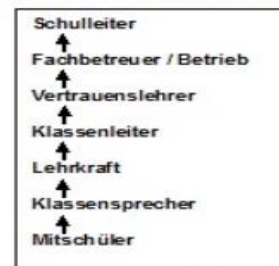 Schulleiter
Fachbetreuer / Betrieb
Vertrauenslehrer
Klassenleiter
Lehrkraft
Klassensprecher
Mitschüler